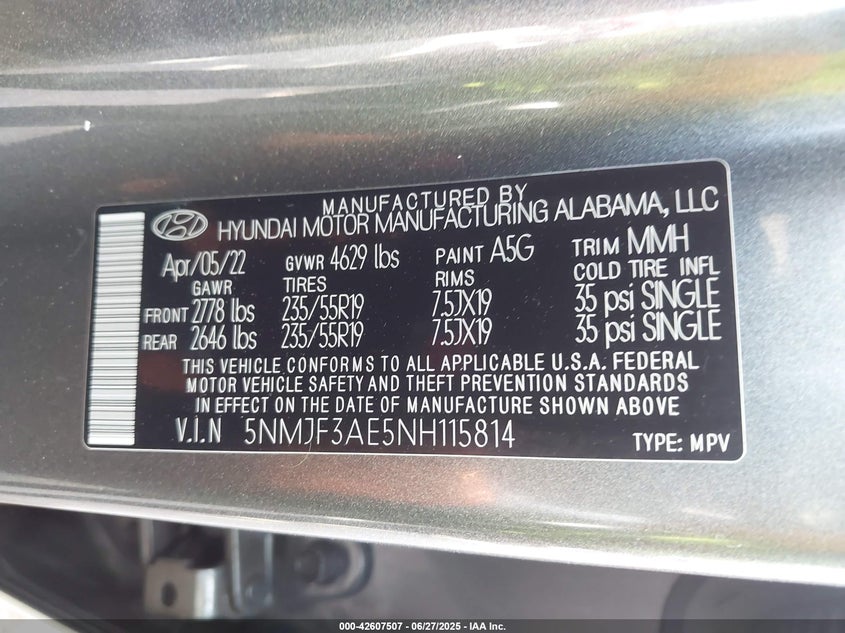 MANUFACTURED BY
HYUNDAI MOTOR MANUFACTURING ALABAMA, LLC
Apr/05/22 GVWR 4629 lbs PAINT A5G TRIM MMH
GAWR TIRES RIMS COLD TIRE INFL
FRONT 2778 lbs 235/55R19 7.5JX19 35 psi SINGLE
REAR 2646 lbs 235/55R19 7.5JX19 35 psi SINGLE
THIS VEHICLE CONFORMS TO ALL APPLICABLE U.S.A. FEDERAL
MOTOR VEHICLE SAFETY AND THEFT PREVENTION STANDARDS
IN EFFECT ON THE DATE OF MANUFACTURE SHOWN ABOVE
V.I.N 5NMJF3AE5NH115814 TYPE: MPV
000-42607507 - 06/27/2025 - IAA Inc.